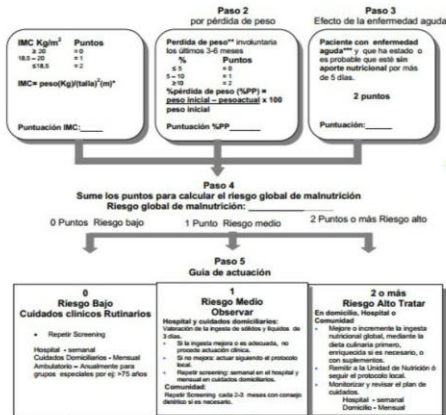 Paso 2
por pérdida de peso
Paso 3
Efecto de la enfermedad aguda
IMC Kg/m² Puntos
≥ 20 = 0
18.5 – 20 = 1
≤18.5 = 2
IMC= peso(Kg)/(talla)²(m)*
Puntuación IMC:_____
Perdida de peso** involuntaria
los últimos 3-6 meses
% Puntos
≤ 5 = 0
5 – 10 = 1
≥10 = 2
%pérdida de peso (%PP) =
peso inicial – pesoactual x 100
peso inicial
Puntuación %PP______
Paciente con enfermedad
aguda*** y que ha estado o
es probable que esté sin
aporte nutricional por más
de 5 días.
2 puntos
Puntuación:_____
Paso 4
Sume los puntos para calcular el riesgo global de malnutrición
Riesgo global de malnutrición: ______________
0 Puntos Riesgo bajo
1 Punto Riesgo medio
2 Puntos o más Riesgo alto
Paso 5
Guia de actuación
0
Riesgo Bajo
Cuidados clínicos Rutinarios
• Repetir Screening
Hospital - semanal
Cuidados Domiciliarios - Mensual
Ambulatorio – Anualmente para
grupos especiales por ej: >75 años
1
Riesgo Medio
Observar
Hospital y cuidados domiciliarios:
Valoración de la ingesta de sólidos y líquidos de
3 días.
• Si la ingesta mejora o es adecuada, no
procede actuación clínica.
• Si no mejora: actuar siguiendo el protocolo
local.
• Repetir screening: semanal en el hospital y
mensual en cuidados domiciliarios.
Comunidad:
Repetir Screening cada 2-3 meses con consejo
dietético si es necesario.
2 o más
Riesgo Alto Tratar
En domicilio, Hospital o
Comunidad
• Mejore o incremente la ingesta
nutricional global, mediante la
dieta culinaria primero,
enriquecida si es necesario, o con
suplementos.
• Remitir a la Unidad de Nutrición o
seguir el protocolo local.
• Monitorizar y revisar el plan de
cuidados.
Hospital - semanal
Domicilio - Mensual